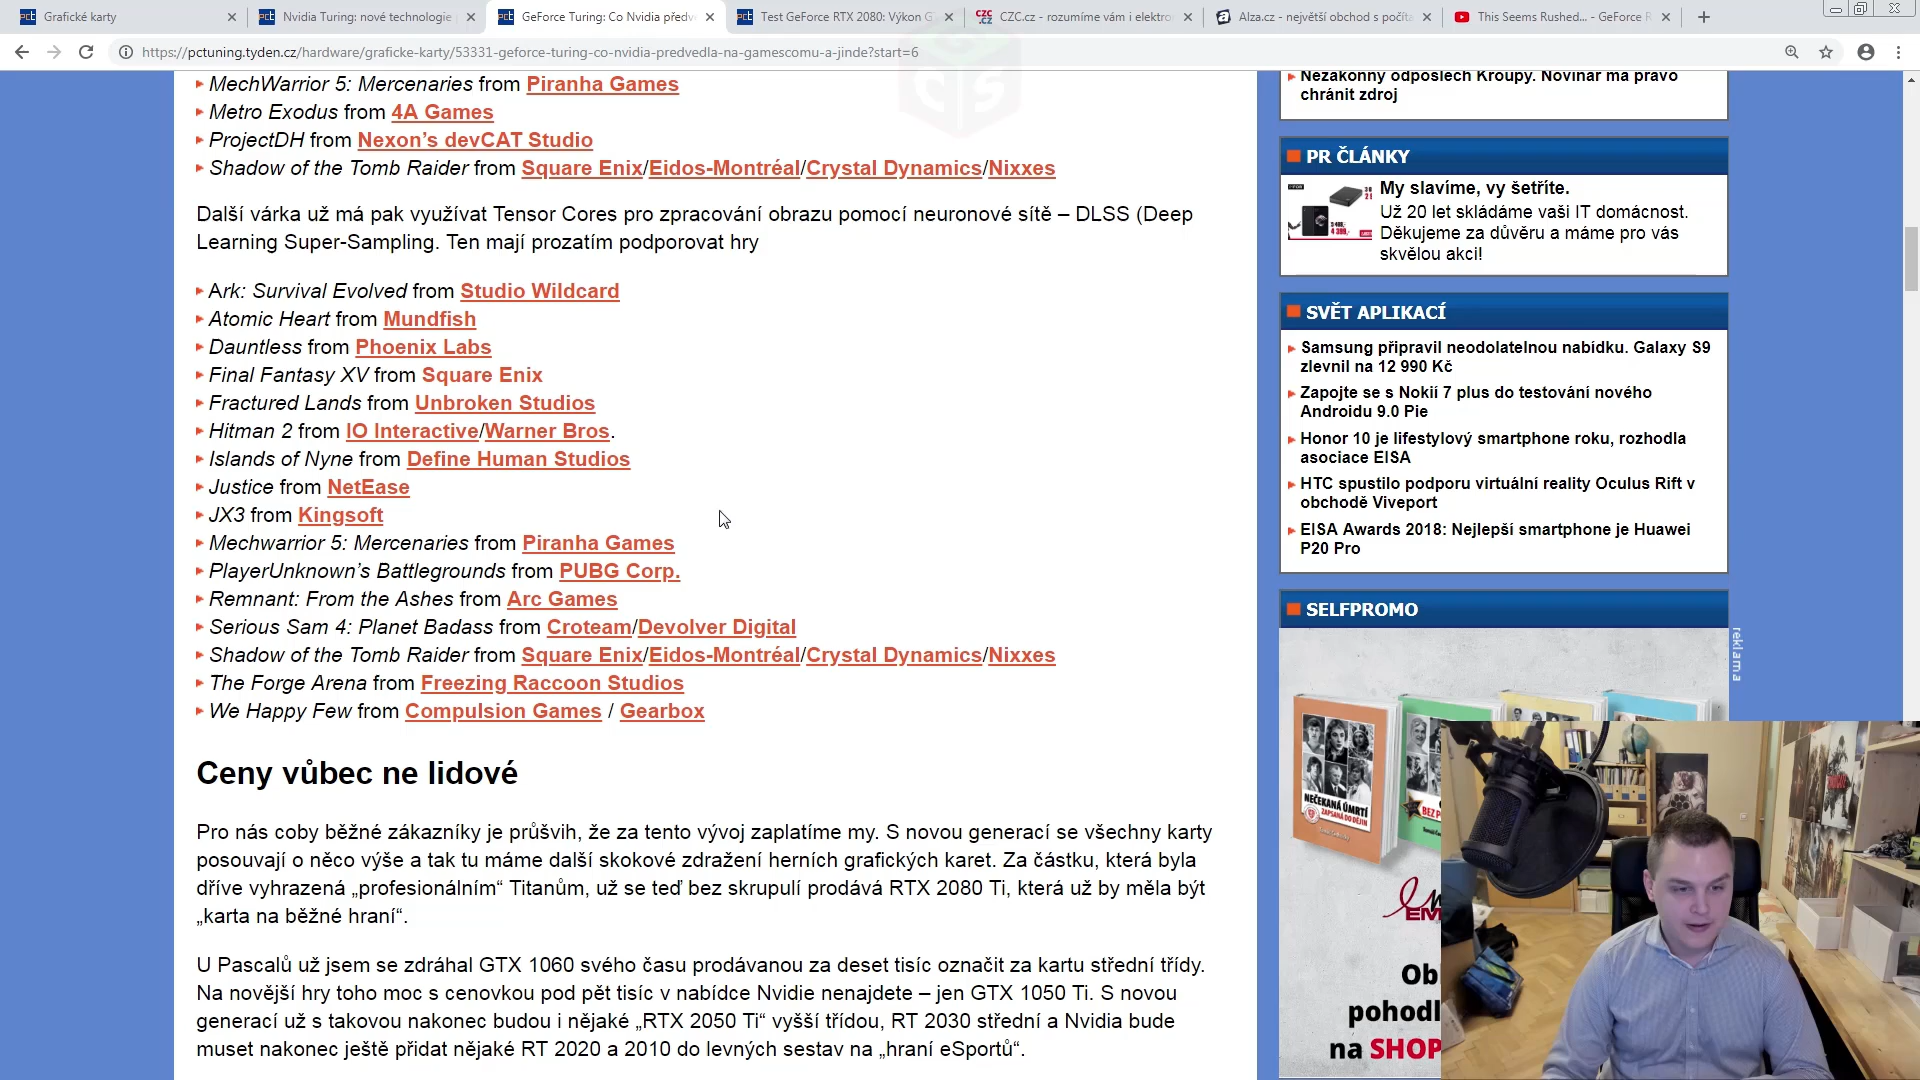 Grafické karty
Nvidia Turing: nové technologie
GeForce Turing: Co Nvidia předv
Test GeForce RTX 2080: Výkon G
CZC.cz - rozumíme vám i elektro
Alza.cz - největší obchod s počíta
This Seems Rushed... - GeForce R
https://pctuning.tyden.cz/hardware/graficke-karty/53331-geforce-turing-co-nvidia-predvedla-na-gamescomu-a-jinde?start=6
MechWarrior 5: Mercenaries from Piranha Games
Metro Exodus from 4A Games
ProjectDH from Nexon’s devCAT Studio
Shadow of the Tomb Raider from Square Enix/Eidos-Montréal/Crystal Dynamics/Nixxes
Další várka už má pak využívat Tensor Cores pro zpracování obrazu pomocí neuronové sítě – DLSS (Deep
Learning Super-Sampling. Ten mají prozatím podporovat hry
Ark: Survival Evolved from Studio Wildcard
Atomic Heart from Mundfish
Dauntless from Phoenix Labs
Final Fantasy XV from Square Enix
Fractured Lands from Unbroken Studios
Hitman 2 from IO Interactive/Warner Bros.
Islands of Nyne from Define Human Studios
Justice from NetEase
JX3 from Kingsoft
Mechwarrior 5: Mercenaries from Piranha Games
PlayerUnknown’s Battlegrounds from PUBG Corp.
Remnant: From the Ashes from Arc Games
Serious Sam 4: Planet Badass from Croteam/Devolver Digital
Shadow of the Tomb Raider from Square Enix/Eidos-Montréal/Crystal Dynamics/Nixxes
The Forge Arena from Freezing Raccoon Studios
We Happy Few from Compulsion Games / Gearbox
Ceny vůbec ne lidové
Pro nás coby běžné zákazníky je průšvih, že za tento vývoj zaplatíme my. S novou generací se všechny karty
posouvají o něco výše a tak tu máme další skokové zdražení herních grafických karet. Za částku, která byla
dříve vyhrazená „profesionálním“ Titanům, už se teď bez skrupulí prodává RTX 2080 Ti, která už by měla být
„karta na běžné hraní“.
U Pascalů už jsem se zdráhal GTX 1060 svého času prodávanou za deset tisíc označit za kartu střední třídy.
Na novější hry toho moc s cenovkou pod pět tisíc v nabídce Nvidie nenajdete – jen GTX 1050 Ti. S novou
generací už s takovou nakonec budou i nějaké „RTX 2050 Ti“ vyšší třídou, RT 2030 střední a Nvidia bude
muset nakonec ještě přidat nějaké RT 2020 a 2010 do levných sestav na „hraní eSportů“.
Nezákonný odposlech Kroupy. Novinář má právo
chránit zdroj
PR ČLÁNKY
My slavíme, vy šetříte.
Už 20 let skládáme vaši IT domácnost.
Děkujeme za důvěru a máme pro vás
skvělou akci!
SVĚT APLIKACÍ
Samsung připravil neodolatelnou nabídku. Galaxy S9
zlevnil na 12 990 Kč
Zapojte se s Nokií 7 plus do testování nového
Androidu 9.0 Pie
Honor 10 je lifestylový smartphone roku, rozhodla
asociace EISA
HTC spustilo podporu virtuální reality Oculus Rift v
obchodě Viveport
EISA Awards 2018: Nejlepší smartphone je Huawei
P20 Pro
SELFPROMO
reklama
NEČEKANÁ ÚMRTÍ
ZAPSANÁ DO DĚJIN
EM
Ob
pohodl
na SHOP